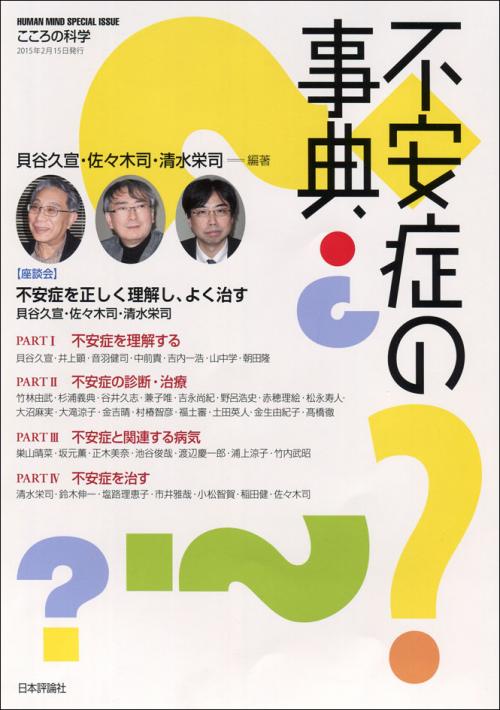 HUMAN MIND SPECIAL ISSUE
こころの科学
2015年2月15日発行
不安症の
事典
貝谷久宣・佐々木司・清水栄司──編著
【座談会】
不安症を正しく理解し、よく治す
貝谷久宣・佐々木司・清水栄司
PART Ⅰ 不安症を理解する
貝谷久宣・井上顕・音羽健司・中前貴・吉内一浩・山中学・朝田隆
PART Ⅱ 不安症の診断・治療
竹林由武・杉浦義典・谷井久志・兼子唯・吉永尚紀・野呂浩史・赤穂理絵・松永寿人・
大沼麻実・大滝涼子・金吉晴・村椿智彦・福土審・土田英人・金生由紀子・髙橋徹
PART Ⅲ 不安症と関連する病気
巣山晴菜・坂元薫・正木美奈・池谷俊哉・渡辺慶一郎・浦上涼子・竹内武昭
PART Ⅳ 不安症を治す
清水栄司・鈴木伸一・塩路理恵子・市井雅哉・小松智賀・稲田健・佐々木司
日本評論社